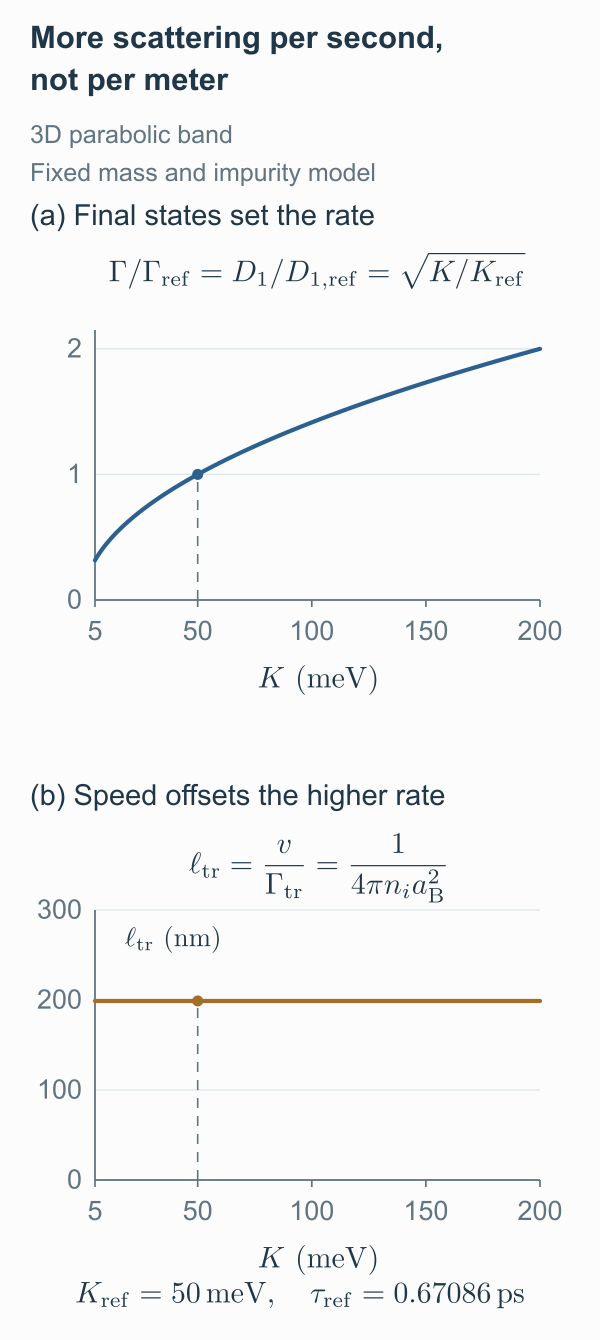 More scattering per second,
not per meter
3D parabolic band
Fixed mass and impurity model
(a) Final states set the rate
Γ/Γ_ref = D_1/D_{1,ref} = √(K/K_ref)
2
1
0
5 50 100 150 200
K (meV)
(b) Speed offsets the higher rate
ℓ_tr = v/Γ_tr = 1/(4πn_i a_B^2)
300
ℓ_tr (nm)
200
100
0
5 50 100 150 200
K (meV)
K_ref = 50 meV, τ_ref = 0.67086 ps